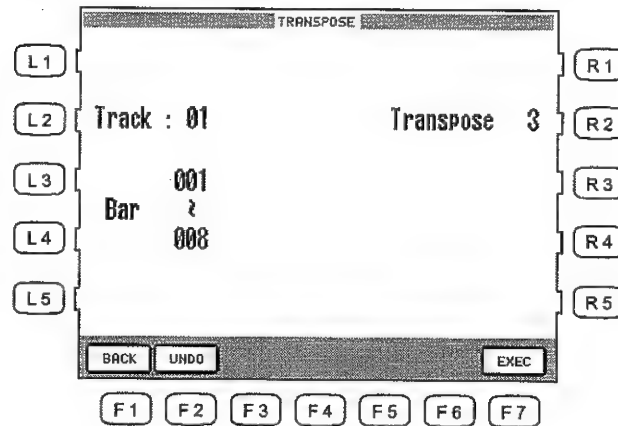 TRANSPOSE
L1
R1
L2 Track : 01 Transpose 3 R2
L3 001 R3
Bar ~
L4 008 R4
L5 R5
BACK UNDO EXEC
F1 F2 F3 F4 F5 F6 F7